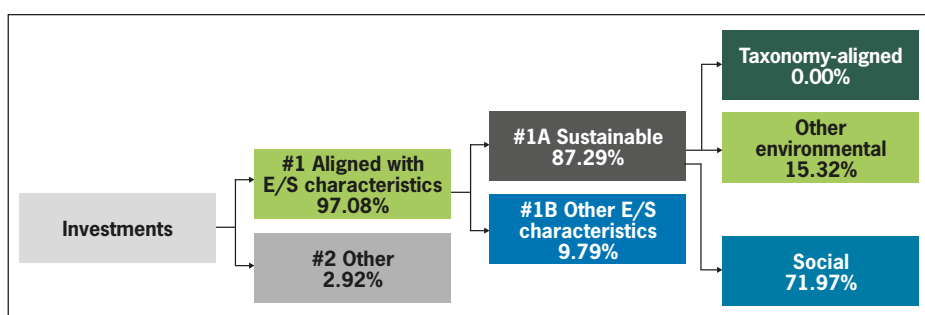 Investments
#1 Aligned with
E/S characteristics
97.08%
#2 Other
2.92%
#1A Sustainable
87.29%
#1B Other E/S
characteristics
9.79%
Taxonomy-aligned
0.00%
Other
environmental
15.32%
Social
71.97%